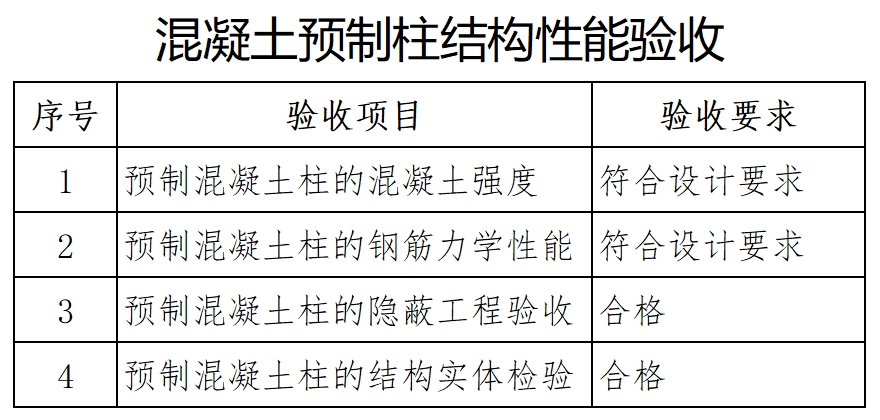 混凝土预制柱结构性能验收
序号 验收项目 验收要求
1 预制混凝土柱的混凝土强度 符合设计要求
2 预制混凝土柱的钢筋力学性能 符合设计要求
3 预制混凝土柱的隐蔽工程验收 合格
4 预制混凝土柱的结构实体检验 合格